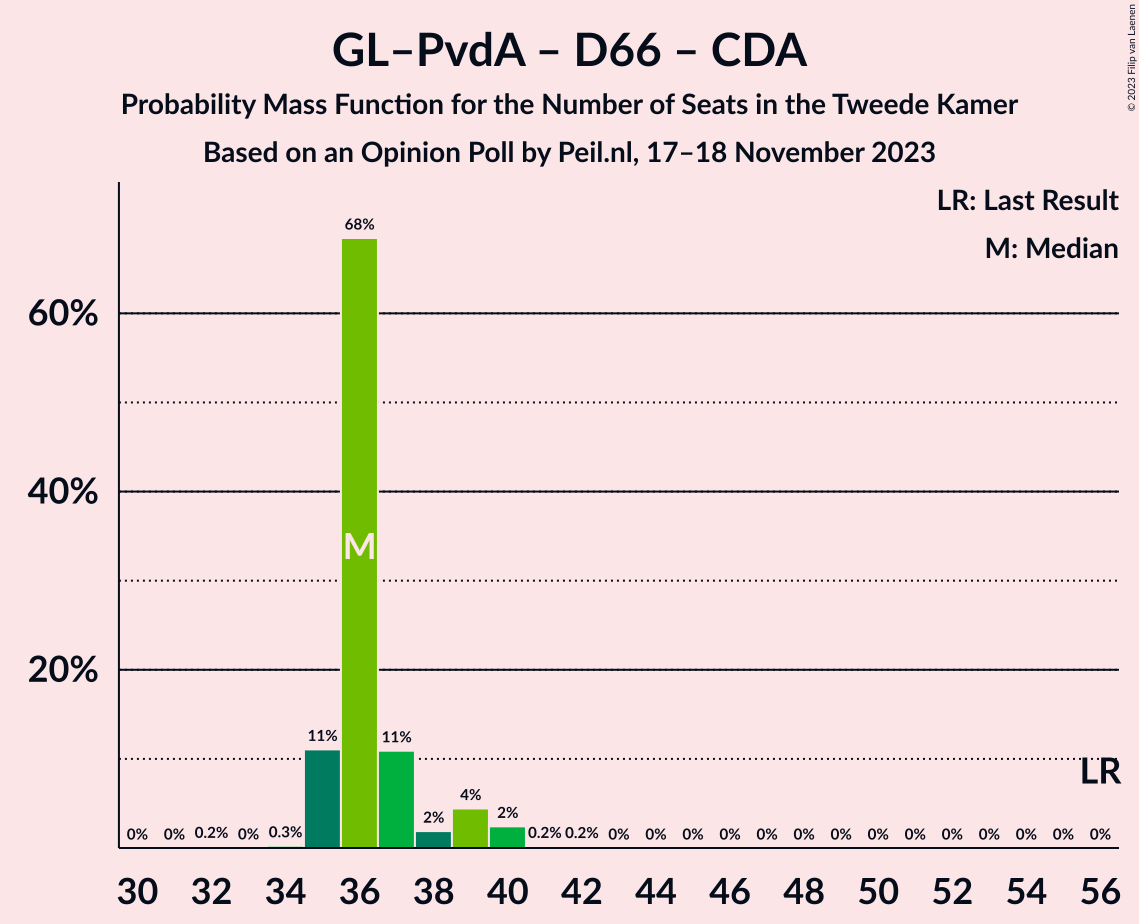 GL–PvdA – D66 – CDA
Probability Mass Function for the Number of Seats in the Tweede Kamer
Based on an Opinion Poll by Peil.nl, 17–18 November 2023
© 2023 Filip van Laenen
LR: Last Result
M: Median
60%
40%
20%
0% 0% 0.2% 0% 0.3% 11% 68% 11% 2% 4% 2% 0.2% 0.2% 0% 0% 0% 0% 0% 0% 0% 0% 0% 0% 0% 0% 0% 0%
M
LR
30 32 34 36 38 40 42 44 46 48 50 52 54 56